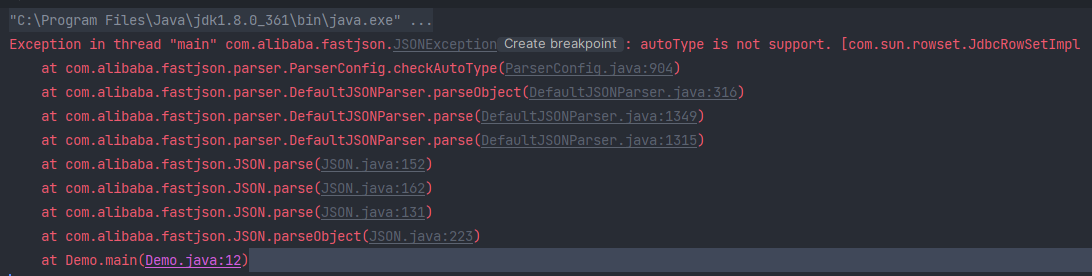 "C:\Program Files\Java\jdk1.8.0_361\bin\java.exe" ...
Exception in thread "main" com.alibaba.fastjson.JSONException Create breakpoint : autoType is not support. [com.sun.rowset.JdbcRowSetImpl
at com.alibaba.fastjson.parser.ParserConfig.checkAutoType(ParserConfig.java:904)
at com.alibaba.fastjson.parser.DefaultJSONParser.parseObject(DefaultJSONParser.java:316)
at com.alibaba.fastjson.parser.DefaultJSONParser.parse(DefaultJSONParser.java:1349)
at com.alibaba.fastjson.parser.DefaultJSONParser.parse(DefaultJSONParser.java:1315)
at com.alibaba.fastjson.JSON.parse(JSON.java:152)
at com.alibaba.fastjson.JSON.parse(JSON.java:162)
at com.alibaba.fastjson.JSON.parse(JSON.java:131)
at com.alibaba.fastjson.JSON.parseObject(JSON.java:223)
at Demo.main(Demo.java:12)